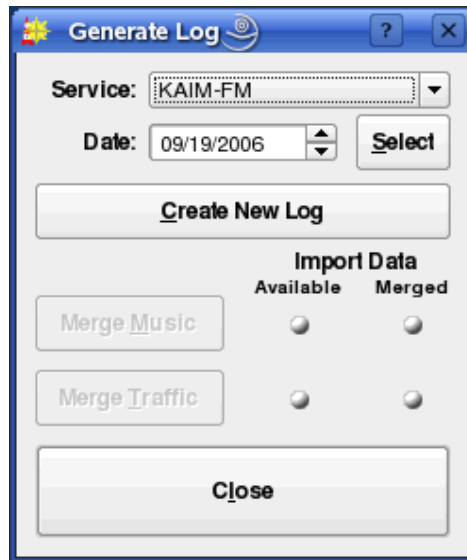 Generate Log ?
Service: KAIM-FM
Date: 09/19/2006 Select
Create New Log
Import Data
Available Merged
Merge Music
Merge Traffic
Close